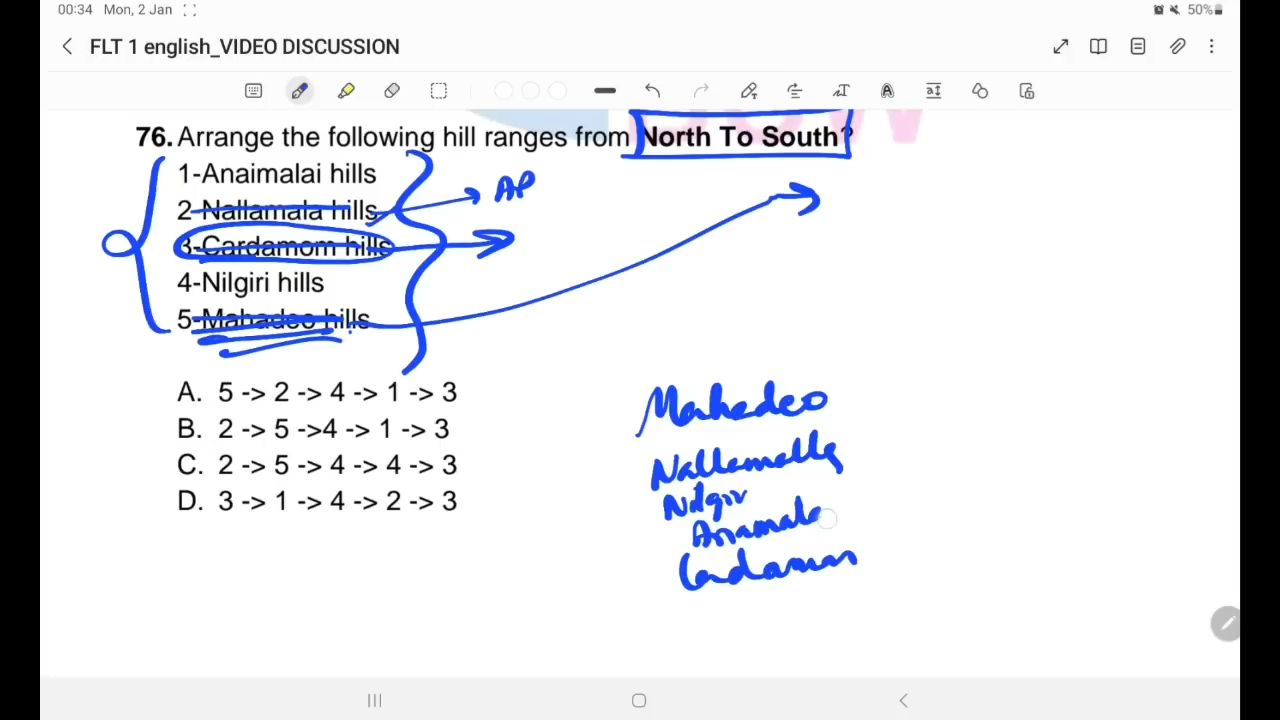 00:34 Mon, 2 Jan 50%
FLT 1 english_VIDEO DISCUSSION
76. Arrange the following hill ranges from North To South?
1-Anaimalai hills
2-Nallamala hills
AP
3-Cardamom hills
4-Nilgiri hills
5-Mahadeo hills
A. 5 -> 2 -> 4 -> 1 -> 3
B. 2 -> 5 ->4 -> 1 -> 3
C. 2 -> 5 -> 4 -> 4 -> 3
D. 3 -> 1 -> 4 -> 2 -> 3
Mahadeo
Nallamalla
Nilgir
Anamala
Cardamom